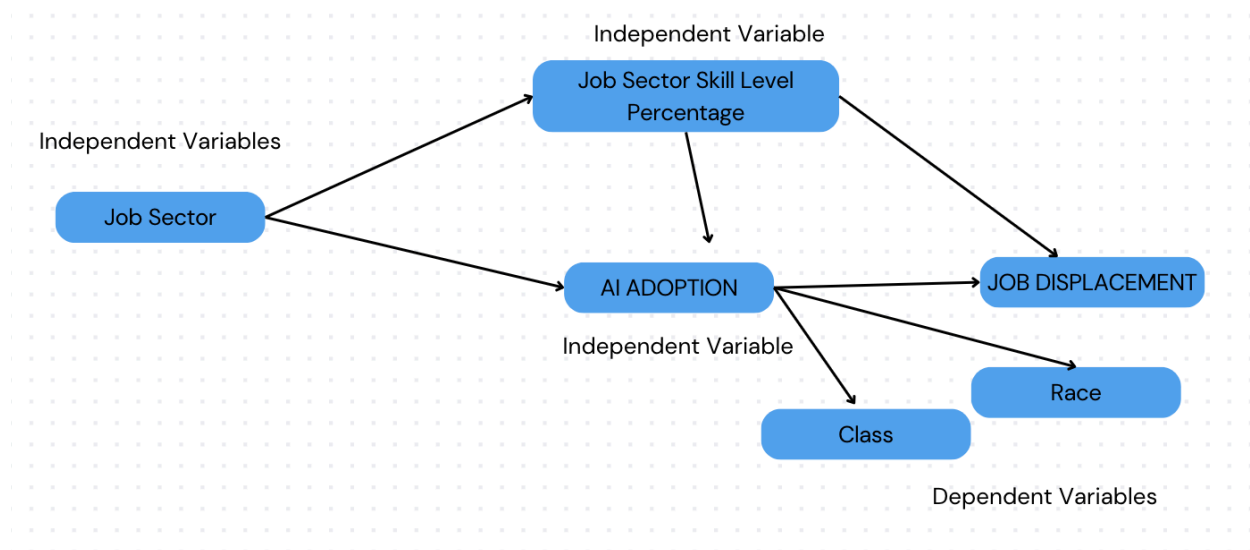 Independent Variable
Job Sector Skill Level
Percentage
Independent Variables
Job Sector
AI ADOPTION
JOB DISPLACEMENT
Independent Variable
Race
Class
Dependent Variables